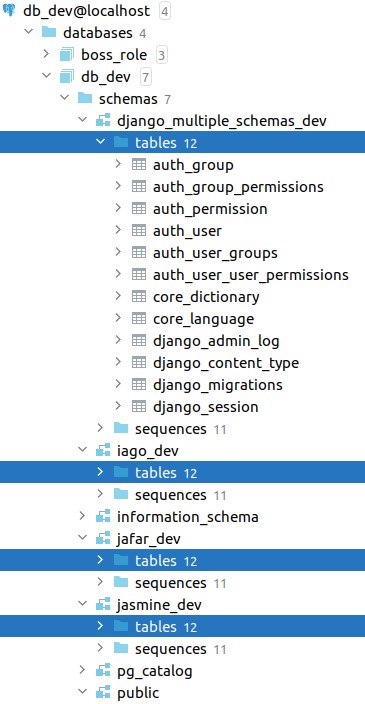 db_dev@localhost 4
databases 4
boss_role 3
db_dev 7
schemas 7
django_multiple_schemas_dev
tables 12
auth_group
auth_group_permissions
auth_permission
auth_user
auth_user_groups
auth_user_user_permissions
core_dictionary
core_language
django_admin_log
django_content_type
django_migrations
django_session
sequences 11
iago_dev
tables 12
sequences 11
information_schema
jafar_dev
tables 12
sequences 11
jasmine_dev
tables 12
sequences 11
pg_catalog
public